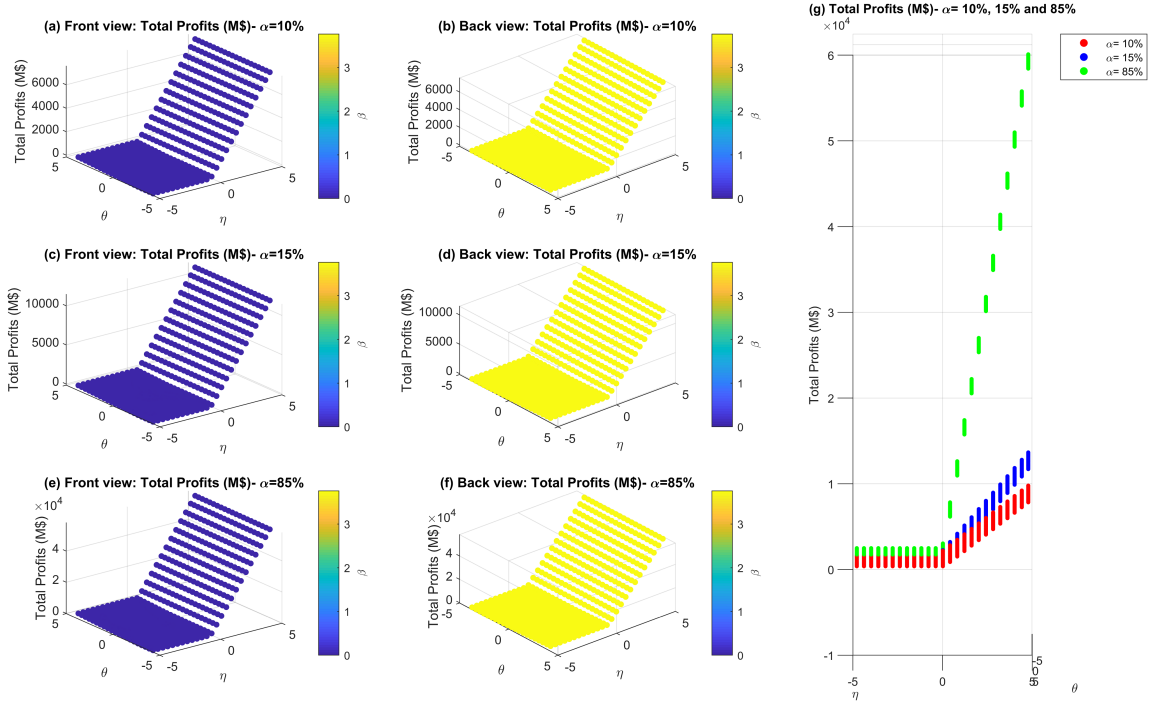 (a) Front view: Total Profits (M$)- α=10%
Total Profits (M$)
6000
4000
2000
0
5
0
-5
θ
-5
0
5
η
3
2
1
0
β
(b) Back view: Total Profits (M$)- α=10%
Total Profits (M$)
6000
4000
2000
0
-5
0
5
θ
-5
0
5
η
3
2
1
0
β
(c) Front view: Total Profits (M$)- α=15%
Total Profits (M$)
10000
5000
0
5
0
-5
θ
-5
0
5
η
3
2
1
0
β
(d) Back view: Total Profits (M$)- α=15%
Total Profits (M$)
10000
5000
0
-5
0
5
θ
-5
0
5
η
3
2
1
0
β
(e) Front view: Total Profits (M$)- α=85%
×10⁴
Total Profits (M$)
4
2
0
5
0
-5
θ
-5
0
5
η
3
2
1
0
β
(f) Back view: Total Profits (M$)- α=85%
×10⁴
Total Profits (M$)
4
2
0
-5
0
5
θ
-5
0
5
η
3
2
1
0
β
(g) Total Profits (M$)- α= 10%, 15% and 85%
×10⁴
Total Profits (M$)
6
5
4
3
2
1
0
-1
-5
0
5
η
-5
0
5
θ
α= 10%
α= 15%
α= 85%